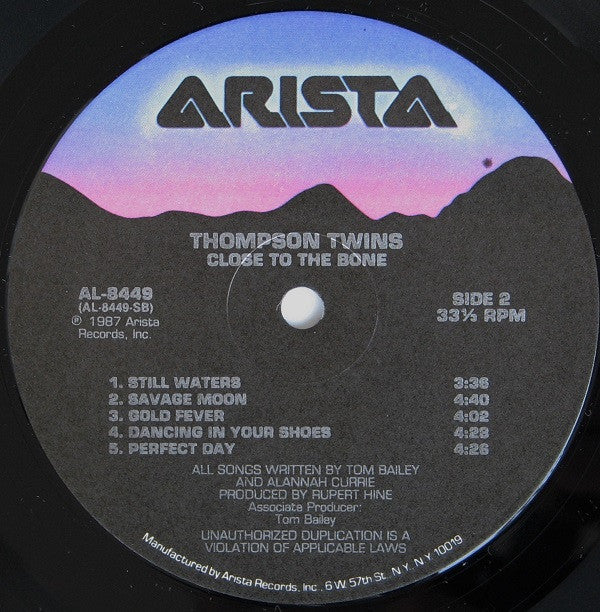 ARISTA
THOMPSON TWINS
CLOSE TO THE BONE
AL-8449
(AL-8449-SB)
℗ 1987 Arista
Records, Inc.
SIDE 2
33⅓ RPM
1. STILL WATERS 3:36
2. SAVAGE MOON 4:40
3. GOLD FEVER 4:02
4. DANCING IN YOUR SHOES 4:29
5. PERFECT DAY 4:26
ALL SONGS WRITTEN BY TOM BAILEY
AND ALANNAH CURRIE
PRODUCED BY RUPERT HINE
Associate Producer:
Tom Bailey
UNAUTHORIZED DUPLICATION IS A
VIOLATION OF APPLICABLE LAWS
Manufactured by Arista Records, Inc., 6 W. 57th St., N.Y., N.Y. 10019